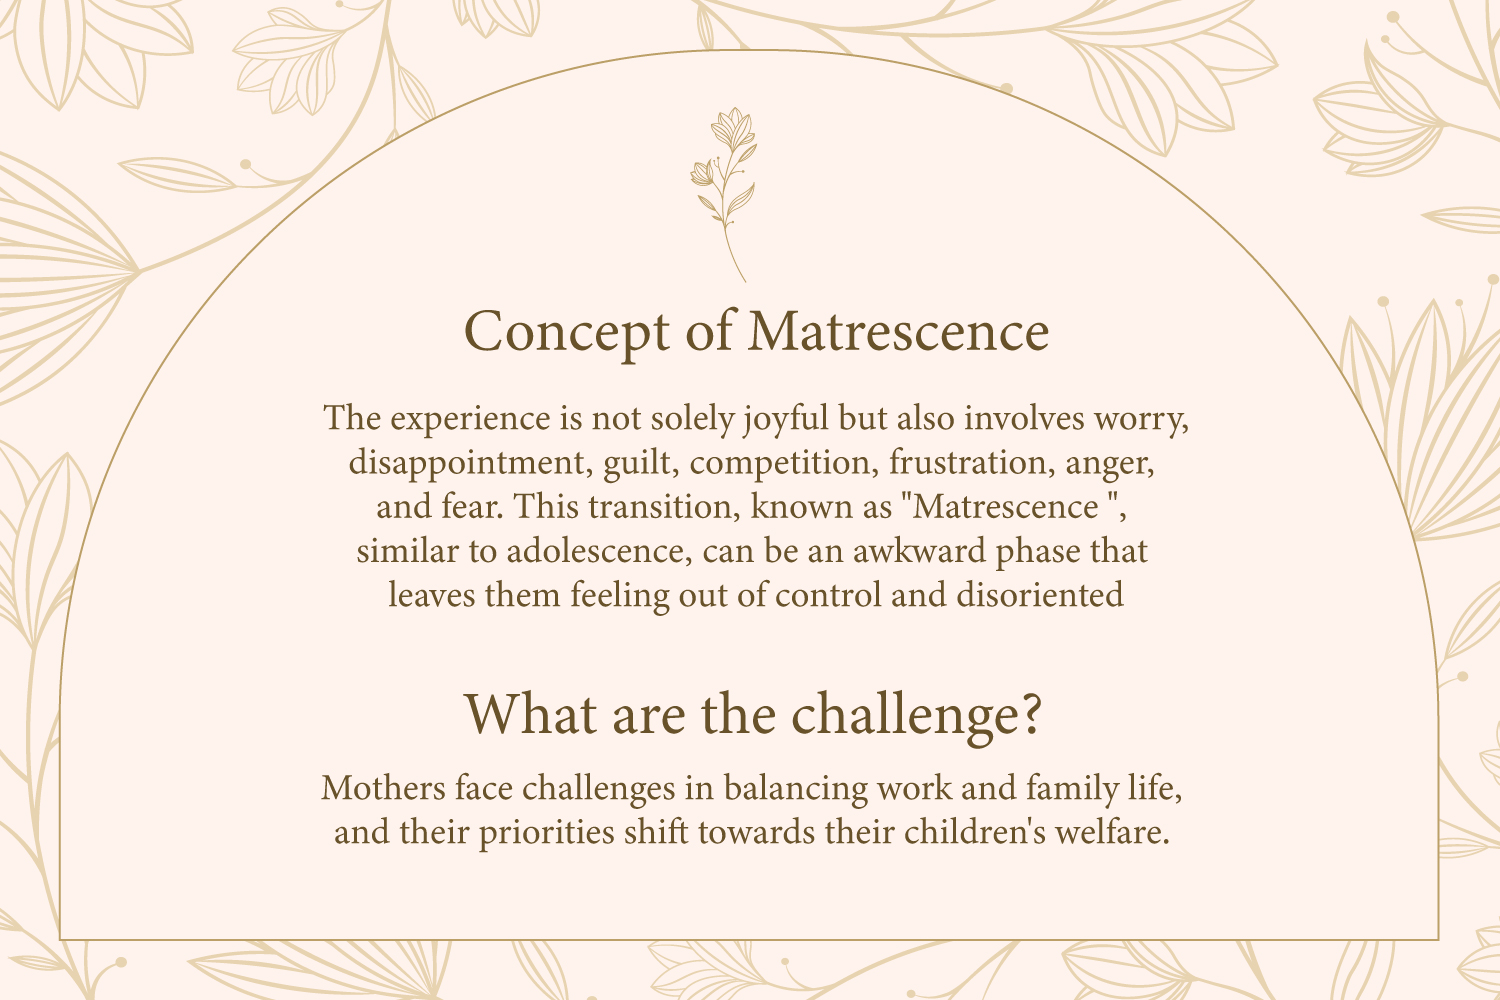 Concept of Matrescence
The experience is not solely joyful but also involves worry,
disappointment, guilt, competition, frustration, anger,
and fear. This transition, known as "Matrescence ",
similar to adolescence, can be an awkward phase that
leaves them feeling out of control and disoriented
What are the challenge?
Mothers face challenges in balancing work and family life,
and their priorities shift towards their children's welfare.